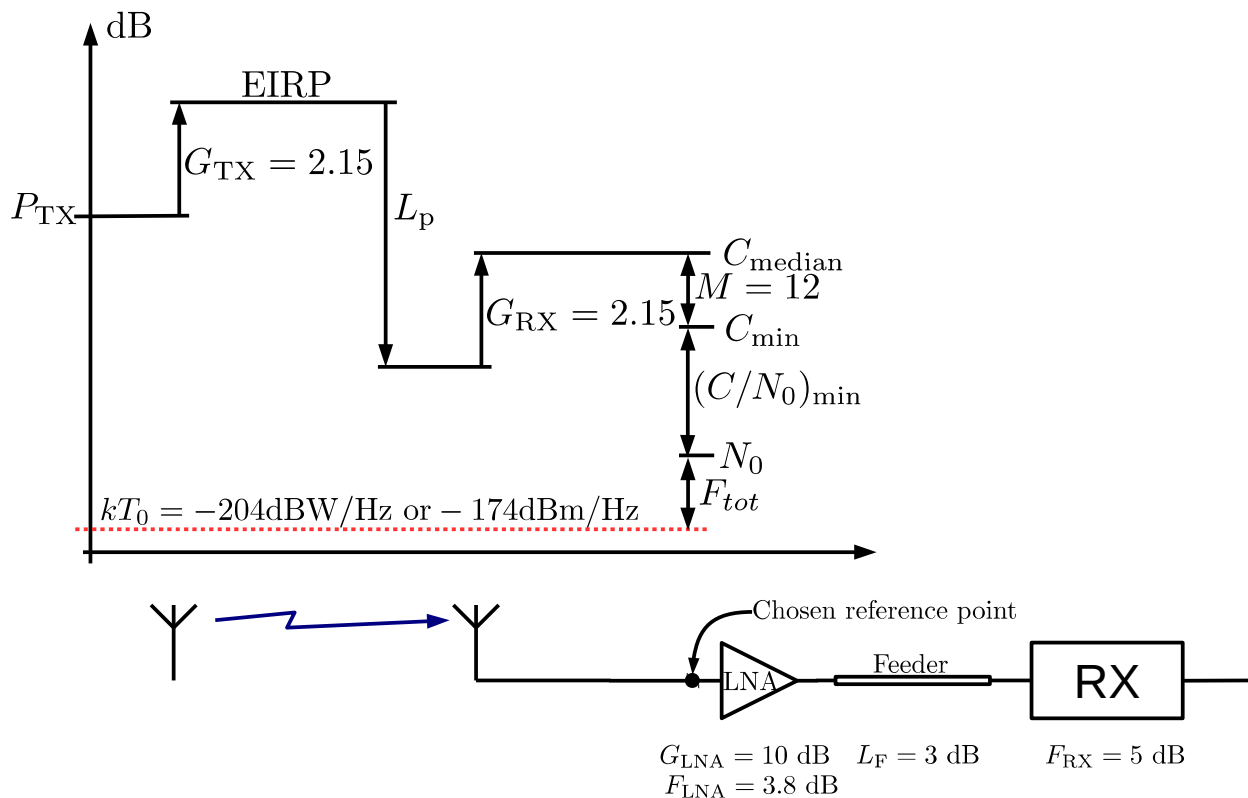 dB
EIRP
G_TX = 2.15
P_TX
L_p
C_median
M = 12
G_RX = 2.15
C_min
(C/N_0)_min
N_0
F_tot
kT_0 = −204dBW/Hz or − 174dBm/Hz
Chosen reference point
LNA
Feeder
RX
G_LNA = 10 dB
L_F = 3 dB
F_RX = 5 dB
F_LNA = 3.8 dB